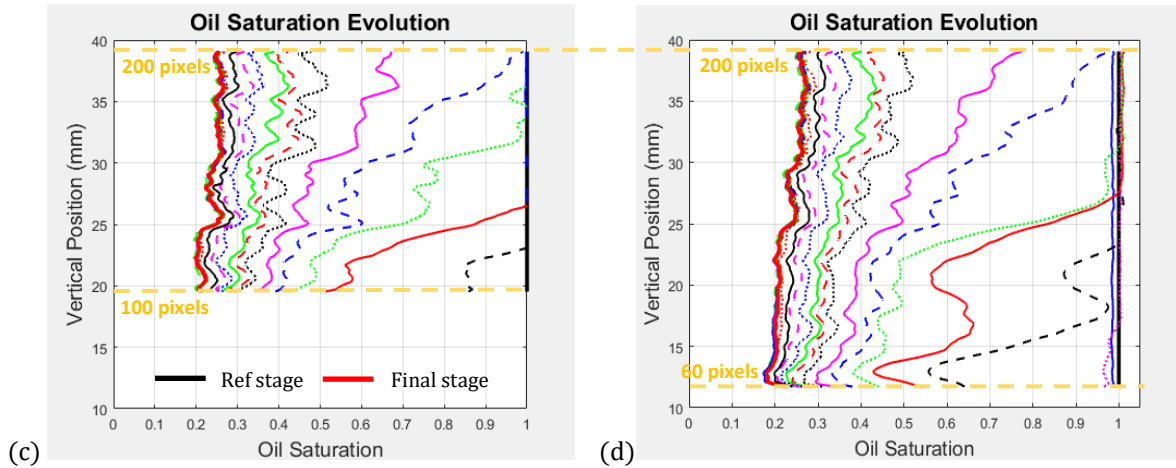 Oil Saturation Evolution
40
200 pixels
35
30
25
20
100 pixels
15
10
Vertical Position (mm)
Ref stage
Final stage
0 0.1 0.2 0.3 0.4 0.5 0.6 0.7 0.8 0.9 1
(c)
Oil Saturation
Oil Saturation Evolution
40
200 pixels
35
30
25
20
15
60 pixels
10
Vertical Position (mm)
0 0.1 0.2 0.3 0.4 0.5 0.6 0.7 0.8 0.9 1
(d)
Oil Saturation